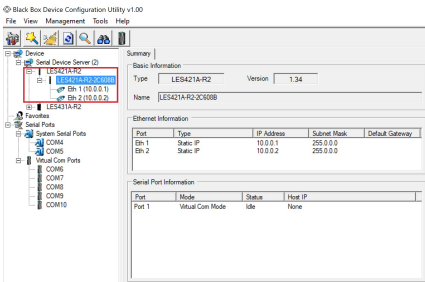 Black Box Device Configuration Utility v1.00
File View Management Tools Help
Device
Serial Device Server (2)
LES421A-R2
LES421A-R2-2C608B
Eth 1 (10.0.0.1)
Eth 2 (10.0.0.2)
LES431A-R2
Favorites
Serial Ports
System Serial Ports
COM4
COM5
Virtual Com Ports
COM6
COM7
COM8
COM9
COM10
Summary
Basic Information
Type LES421A-R2 Version 1.34
Name LES421A-R2-2C608B
Ethernet Information
Port Type IP Address Subnet Mask Default Gateway
Eth 1 Static IP 10.0.0.1 255.0.0.0
Eth 2 Static IP 10.0.0.2 255.0.0.0
Serial Port Information
Port Mode Status Host IP
Port 1 Virtual Com Mode Idle None